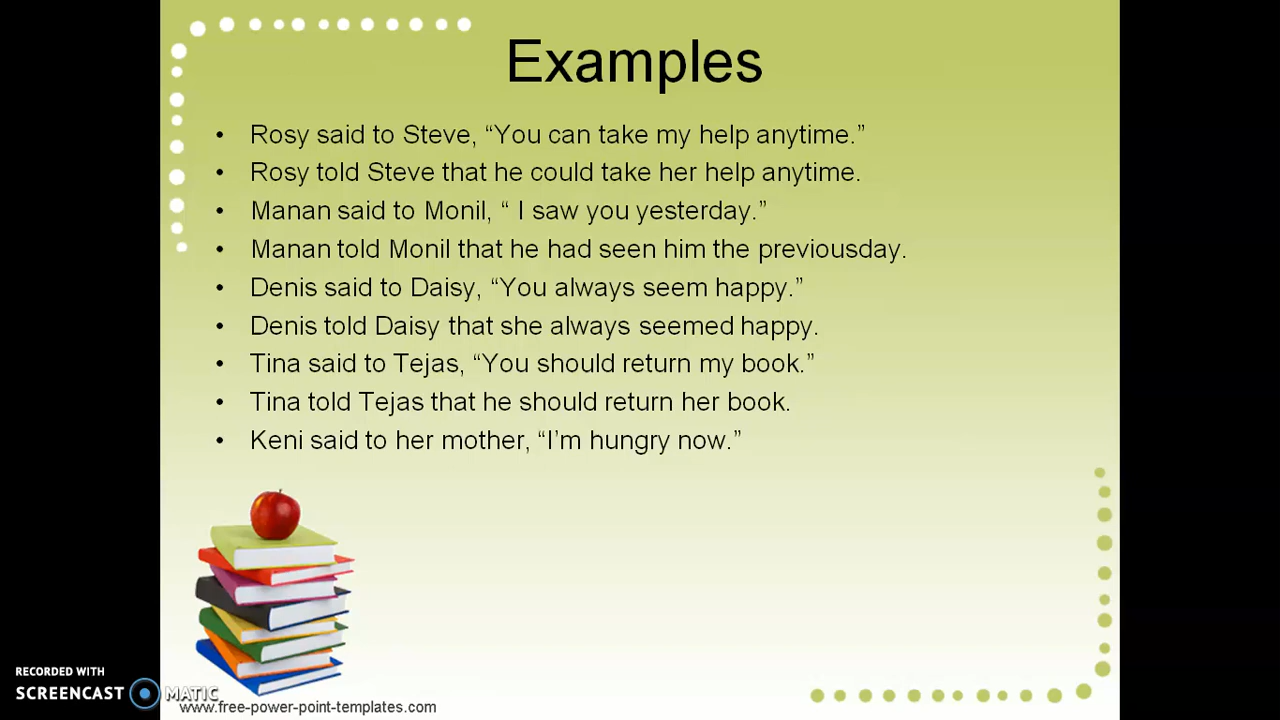 Examples
• Rosy said to Steve, “You can take my help anytime.”
• Rosy told Steve that he could take her help anytime.
• Manan said to Monil, “ I saw you yesterday.”
• Manan told Monil that he had seen him the previousday.
• Denis said to Daisy, “You always seem happy.”
• Denis told Daisy that she always seemed happy.
• Tina said to Tejas, “You should return my book.”
• Tina told Tejas that he should return her book.
• Keni said to her mother, “I’m hungry now.”
RECORDED WITH
SCREENCAST MATIC
www.free-power-point-templates.com